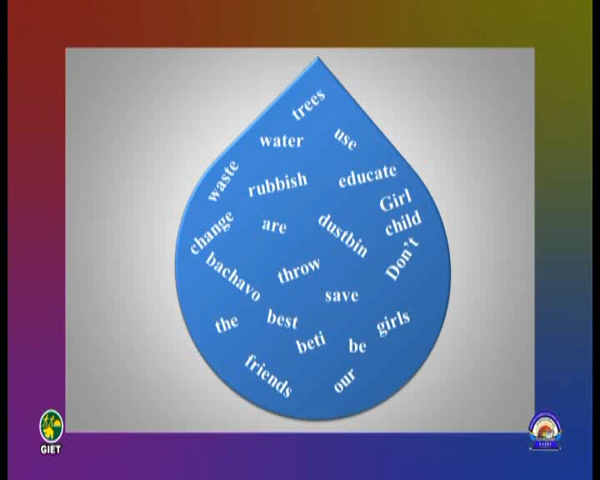 trees
water
use
waste
rubbish
educate
Girl
child
change
are
dustbin
Don't
bachavo
throw
save
the
best
girls
beti
be
friends
our
GIET